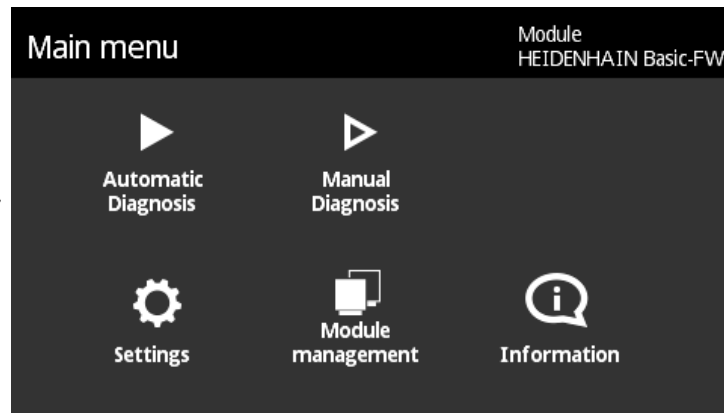 Main menu
Module
HEIDENHAIN Basic-FW
Automatic
Diagnosis
Manual
Diagnosis
Settings
Module
management
Information